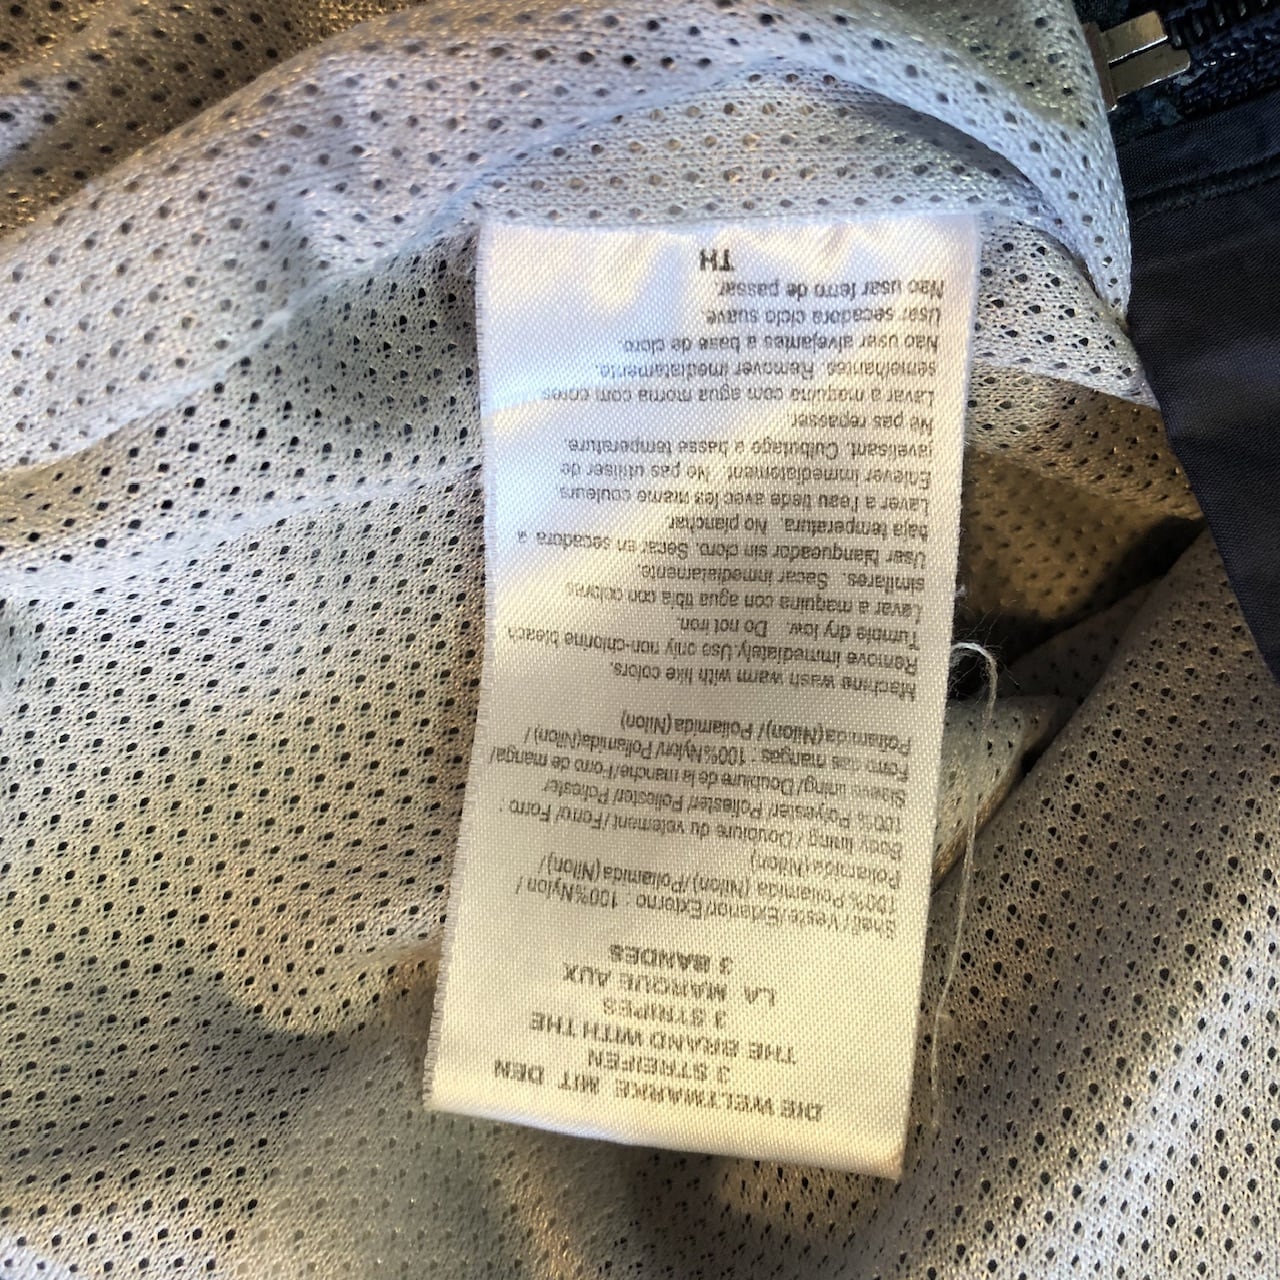 DIE WELTMARKE MIT DEN
3 STREIFEN
THE BRAND WITH THE
3 STRIPES
LA MARQUE AUX
3 BANDES
Shell / Veste/Exterior/Externo : 100%Nylon /
100% Poliamida (Nilon)/Poliamida(Nilon)/
Poliamida(Nilon)
Body lining / Doublure du vetement /Forro/ Forro :
100% Polyester/ Poliester/ Poliester/ Poliester
Sleeve lining/Doublure de la manche/Forro de manga/
Forro das mangas : 100%Nylon/ Poliamida(Nilon) /
Poliamida(Nilon)/ Poliamida(Nilon)
Machine wash warm with like colors.
Remove immediately. Use only non-chlorine bleach
Tumble dry low. Do not iron.
Lavar a maquina con agua tibia con colores
similares. Sacar inmediatamente.
Usar blanqueador sin cloro. Secar en secadora a
baja temperatura. No planchar.
Laver a l'eau tiede avec les meme couleurs
Enlever immediatement. No pas utiliser de
javelisant. Culbutage a basse temperature.
Ne pas repasser.
Lavar a maquina com agua morna com cores
semelhantes. Remover imediatamente.
Nao user alvejantes a base de cloro.
Usar secadora ciclo suave.
Nao usar ferro de passar.
TH